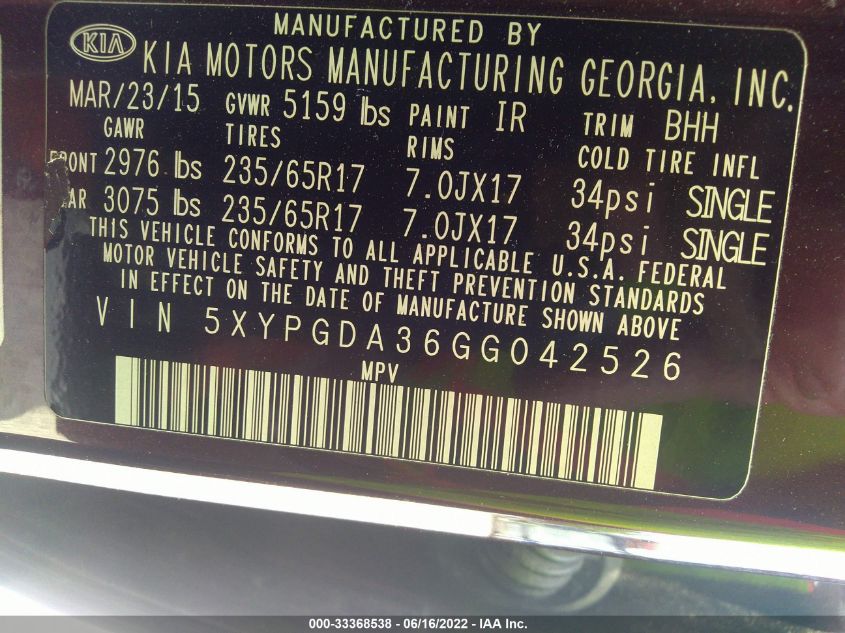 MANUFACTURED BY
KIA KIA MOTORS MANUFACTURING GEORGIA, INC.
MAR/23/15 GVWR 5159 lbs PAINT IR TRIM BHH
GAWR TIRES RIMS COLD TIRE INFL
FRONT 2976 lbs 235/65R17 7.0JX17 34psi SINGLE
3075 lbs 235/65R17 7.0JX17 34psi SINGLE
THIS VEHICLE CONFORMS TO ALL APPLICABLE U.S.A. FEDERAL
MOTOR VEHICLE SAFETY AND THEFT PREVENTION STANDARDS
IN EFFECT ON THE DATE OF MANUFACTURE SHOWN ABOVE
VIN 5XYPGDA36GG042526
MPV
000-33368538 - 06/16/2022 - IAA Inc.